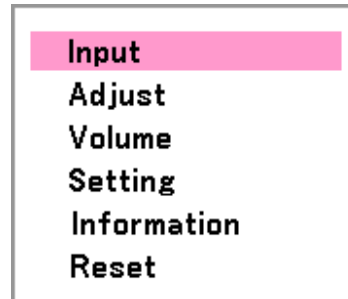 Input
Adjust
Volume
Setting
Information
Reset